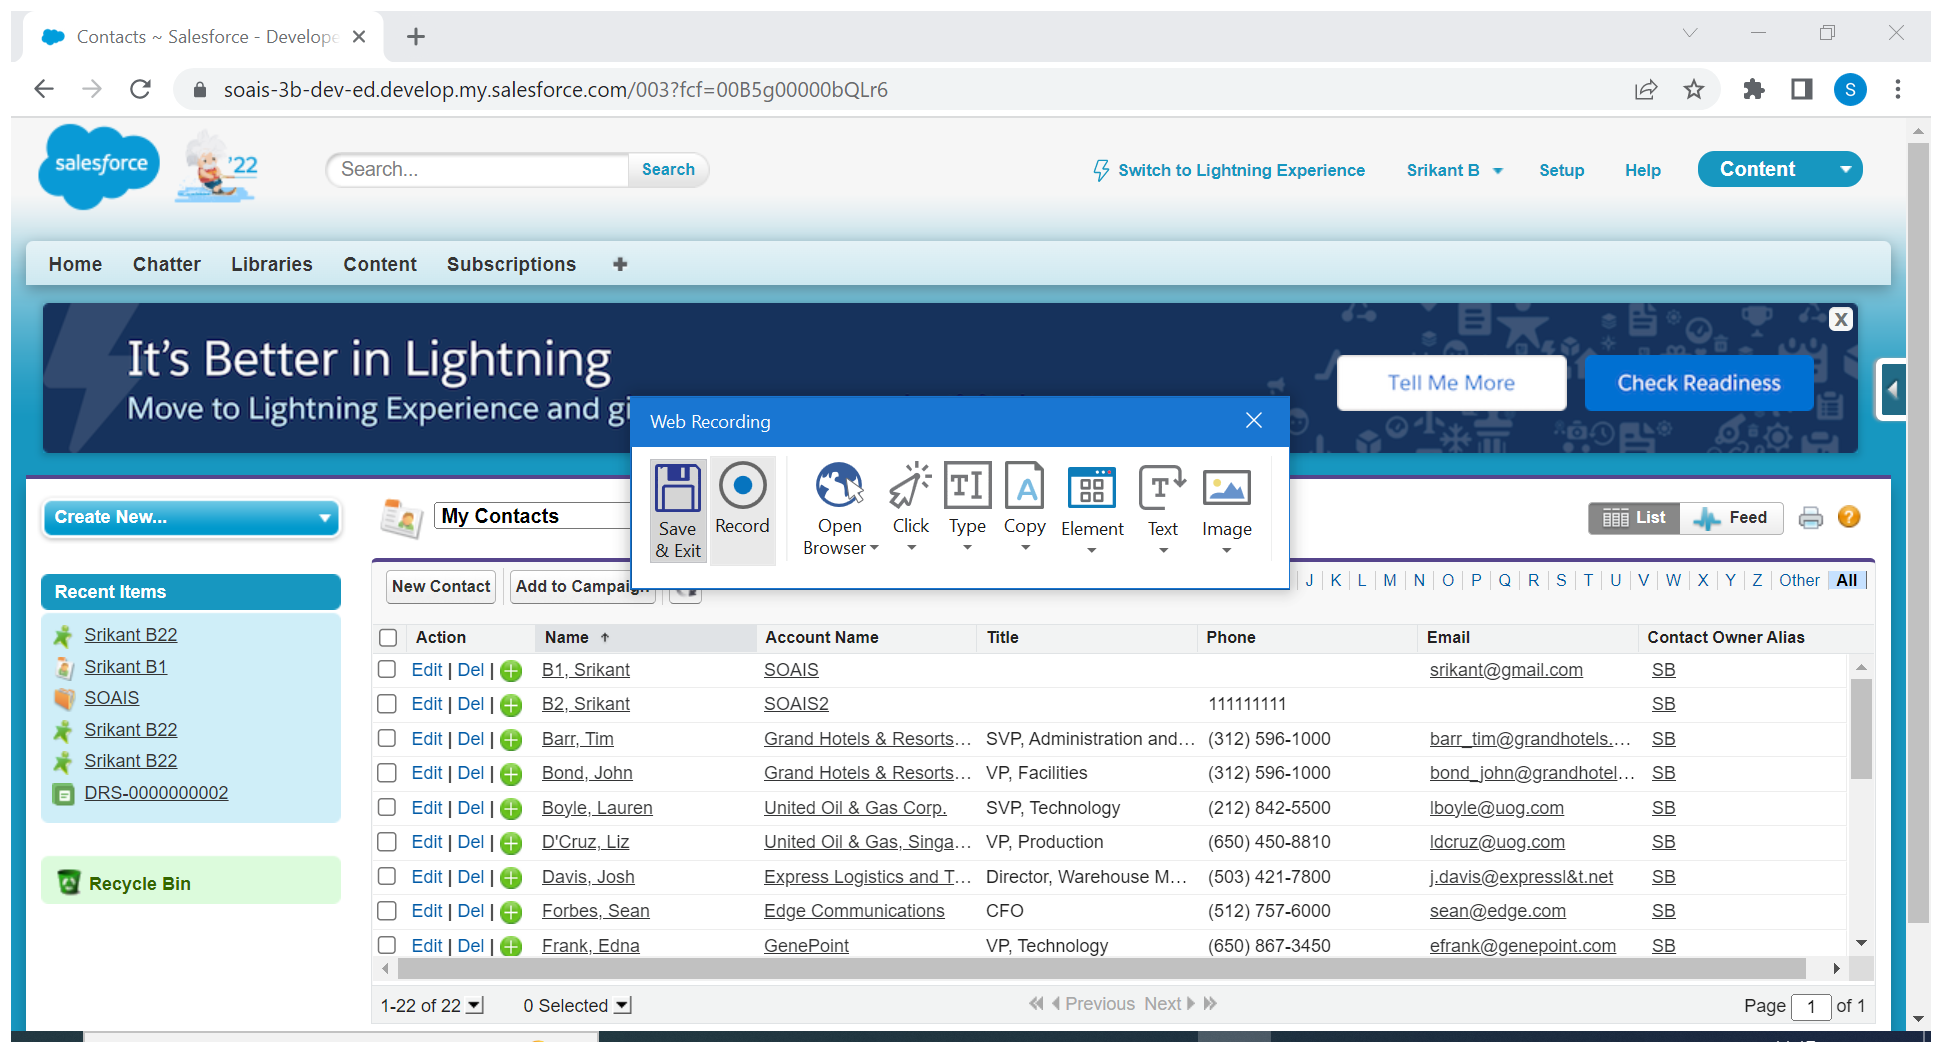 Contacts ~ Salesforce - Develope
soais-3b-dev-ed.develop.my.salesforce.com/003?fcf=00B5g00000bQLr6
S
salesforce
'22
Search...
Search
Switch to Lightning Experience
Srikant B
Setup
Help
Content
Home
Chatter
Libraries
Content
Subscriptions
It's Better in Lightning
Move to Lightning Experience and gi
Tell Me More
Check Readiness
X
Web Recording
Save & Exit
Record
Open Browser
Click
Type
Copy
Element
Text
Image
Create New...
My Contacts
List
Feed
?
New Contact
Add to Campaign
J K L M N O P Q R S T U V W X Y Z Other All
Recent Items
Srikant B22
Srikant B1
SOAIS
Srikant B22
Srikant B22
DRS-0000000002
Recycle Bin
Action Name Account Name Title Phone Email Contact Owner Alias
Edit | Del | B1, Srikant SOAIS srikant@gmail.com SB
Edit | Del | B2, Srikant SOAIS2 111111111 SB
Edit | Del | Barr, Tim Grand Hotels & Resorts... SVP, Administration and... (312) 596-1000 barr_tim@grandhotels.... SB
Edit | Del | Bond, John Grand Hotels & Resorts... VP, Facilities (312) 596-1000 bond_john@grandhotel... SB
Edit | Del | Boyle, Lauren United Oil & Gas Corp. SVP, Technology (212) 842-5500 lboyle@uog.com SB
Edit | Del | D'Cruz, Liz United Oil & Gas, Singa... VP, Production (650) 450-8810 ldcruz@uog.com SB
Edit | Del | Davis, Josh Express Logistics and T... Director, Warehouse M... (503) 421-7800 j.davis@expressl&t.net SB
Edit | Del | Forbes, Sean Edge Communications CFO (512) 757-6000 sean@edge.com SB
Edit | Del | Frank, Edna GenePoint VP, Technology (650) 867-3450 efrank@genepoint.com SB
1-22 of 22
0 Selected
Previous Next
Page 1 of 1